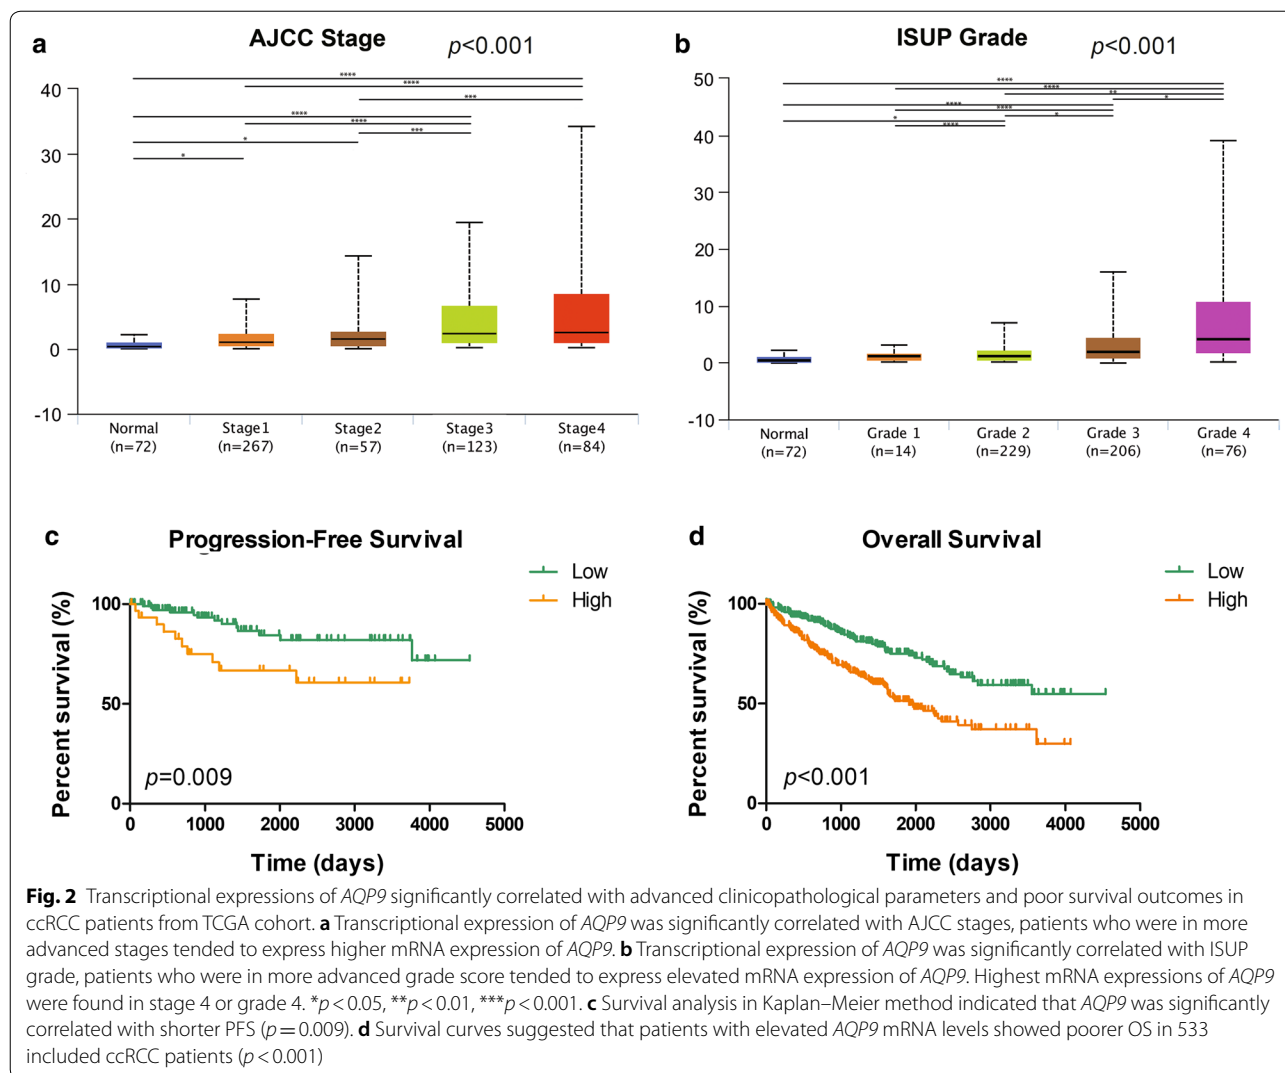 a
AJCC Stage
p<0.001
****
****
***
****
****
***
*
*
40
30
20
10
0
-10
Normal
(n=72)
Stage1
(n=267)
Stage2
(n=57)
Stage3
(n=123)
Stage4
(n=84)
b
ISUP Grade
p<0.001
****
****
**
*
****
****
*
*
****
50
40
30
20
10
0
-10
Normal
(n=72)
Grade 1
(n=14)
Grade 2
(n=229)
Grade 3
(n=206)
Grade 4
(n=76)
c
Progression-Free Survival
Low
High
Percent survival (%)
100
50
0
p=0.009
0 1000 2000 3000 4000 5000
Time (days)
d
Overall Survival
Low
High
Percent survival (%)
100
50
0
p<0.001
0 1000 2000 3000 4000 5000
Time (days)
Fig. 2 Transcriptional expressions of AQP9 significantly correlated with advanced clinicopathological parameters and poor survival outcomes in
ccRCC patients from TCGA cohort. a Transcriptional expression of AQP9 was significantly correlated with AJCC stages, patients who were in more
advanced stages tended to express higher mRNA expression of AQP9. b Transcriptional expression of AQP9 was significantly correlated with ISUP
grade, patients who were in more advanced grade score tended to express elevated mRNA expression of AQP9. Highest mRNA expressions of AQP9
were found in stage 4 or grade 4. *p<0.05, **p<0.01, ***p<0.001. c Survival analysis in Kaplan–Meier method indicated that AQP9 was significantly
correlated with shorter PFS (p=0.009). d Survival curves suggested that patients with elevated AQP9 mRNA levels showed poorer OS in 533
included ccRCC patients (p<0.001)